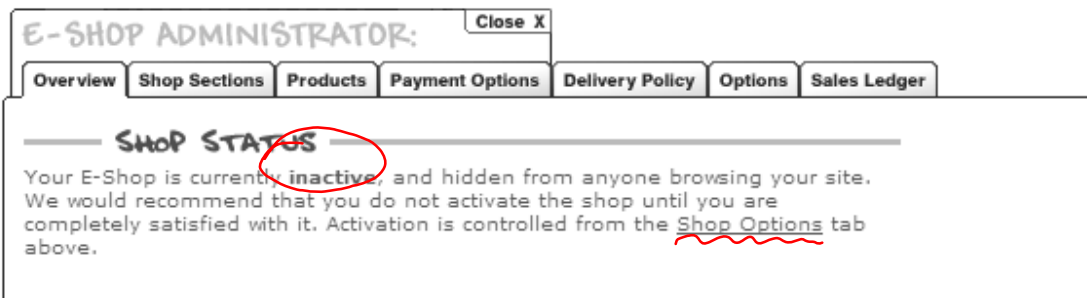 E-SHOP ADMINISTRATOR:
Close X
Overview Shop Sections Products Payment Options Delivery Policy Options Sales Ledger
SHOP STATUS
Your E-Shop is currently inactive, and hidden from anyone browsing your site.
We would recommend that you do not activate the shop until you are
completely satisfied with it. Activation is controlled from the Shop Options tab
above.